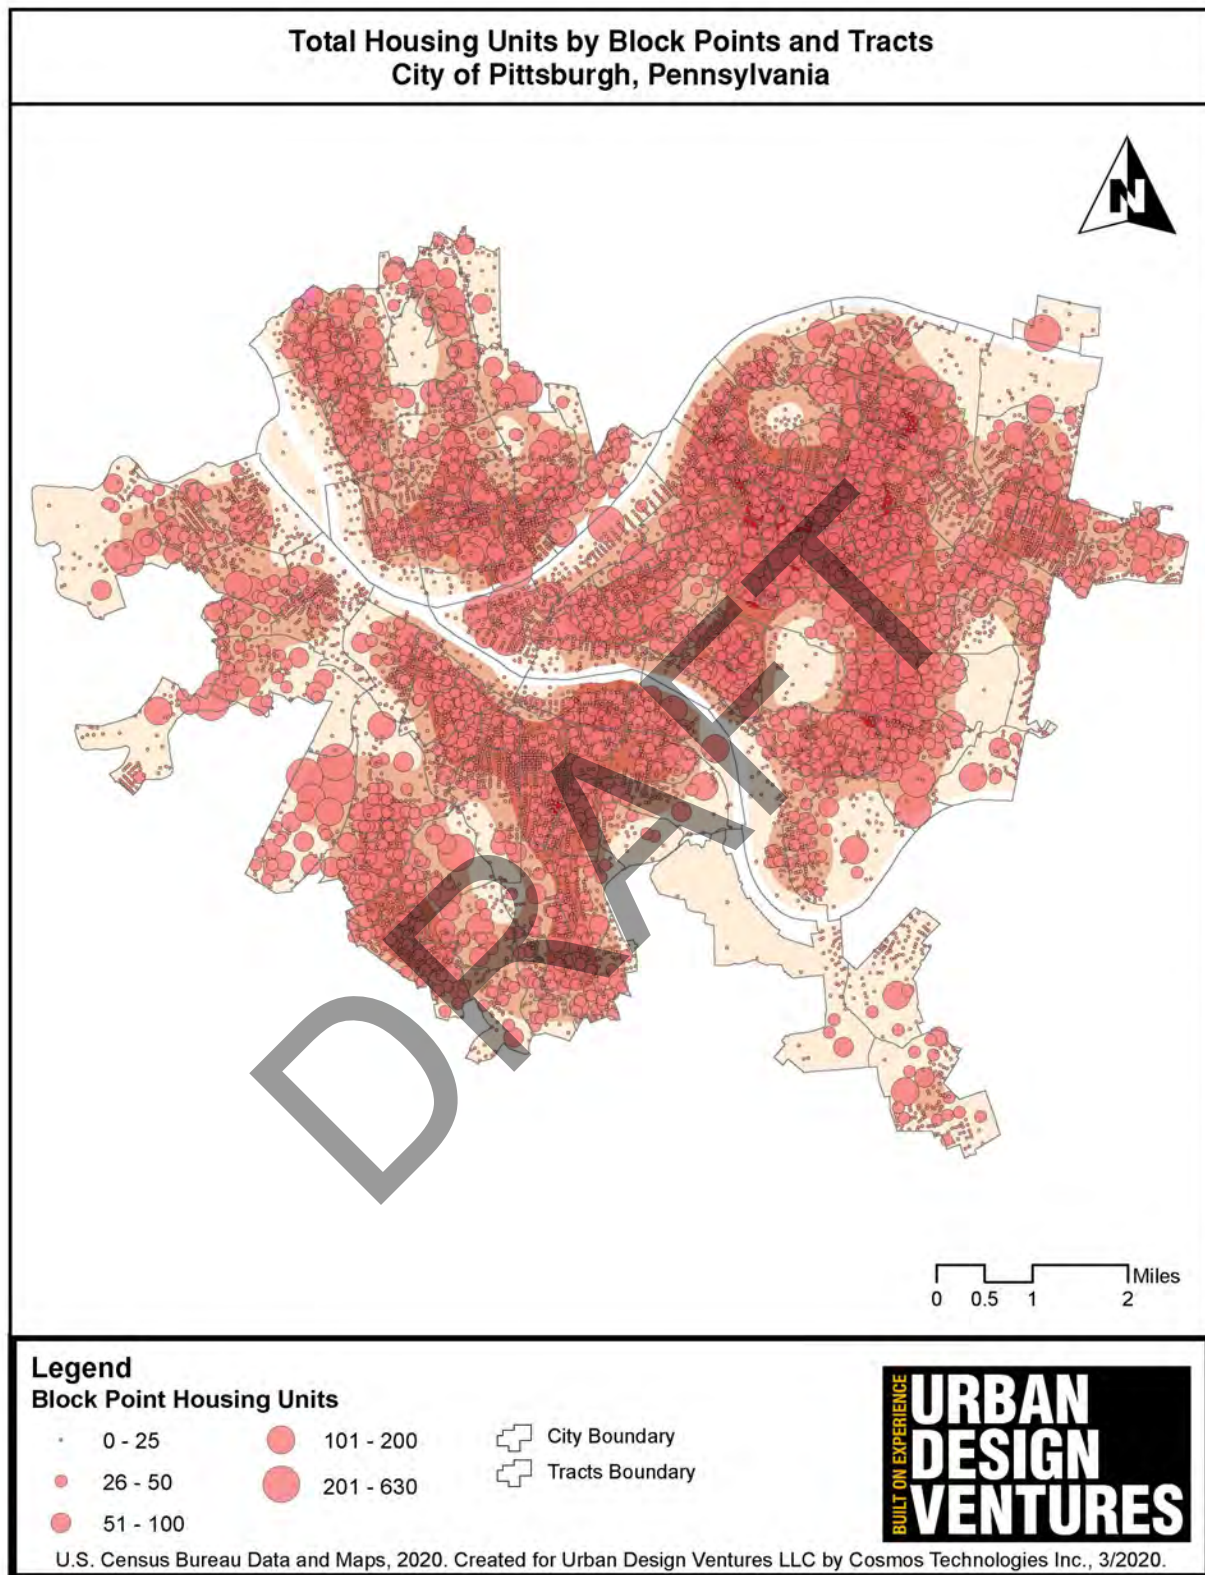 Total Housing Units by Block Points and Tracts
City of Pittsburgh, Pennsylvania
N
DRAFT
Miles
0 0.5 1 2
Legend
Block Point Housing Units
0 - 25
26 - 50
51 - 100
101 - 200
201 - 630
City Boundary
Tracts Boundary
BUILT ON EXPERIENCE
URBAN
DESIGN
VENTURES
U.S. Census Bureau Data and Maps, 2020. Created for Urban Design Ventures LLC by Cosmos Technologies Inc., 3/2020.